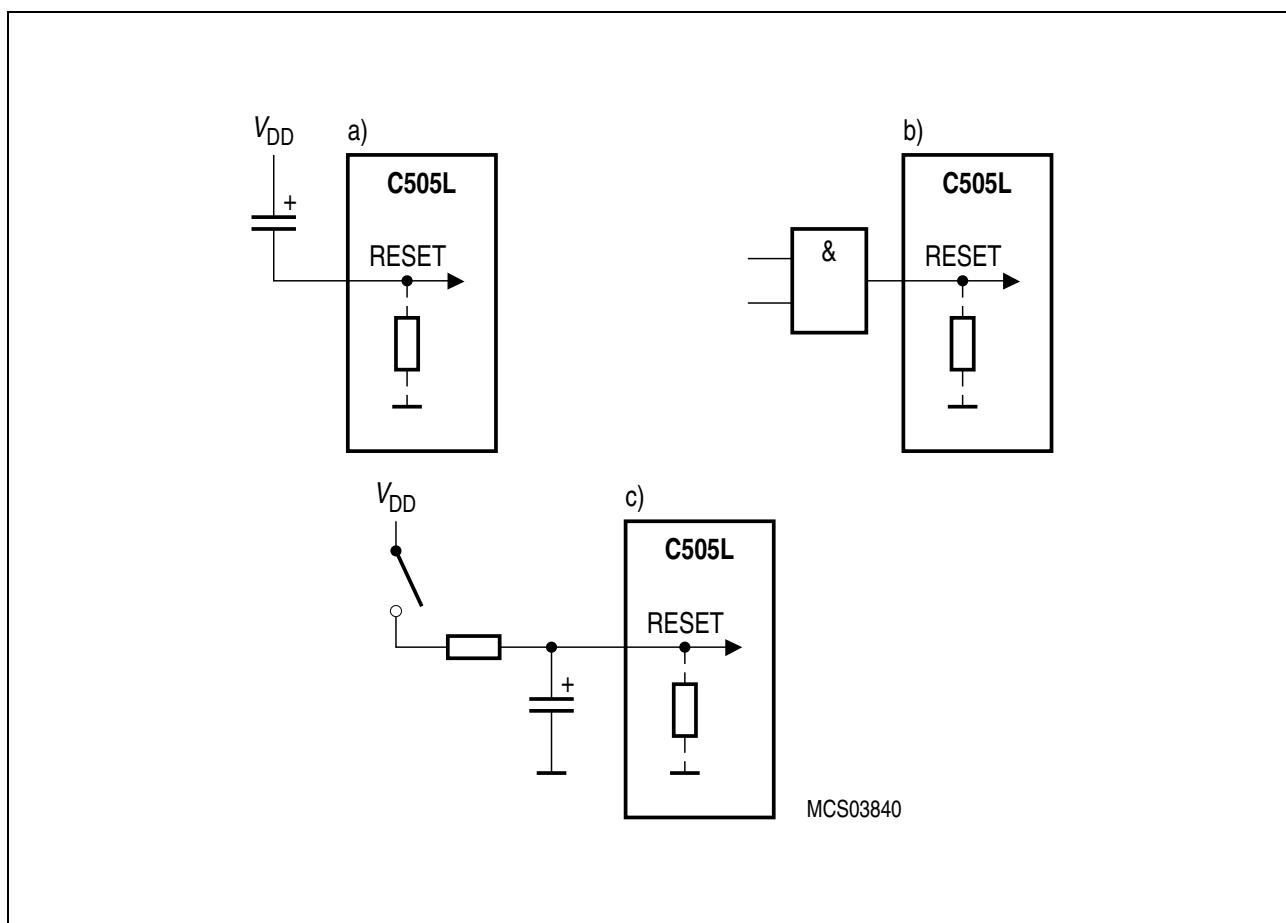 a)
V_DD
+
C505L
RESET
b)
&
C505L
RESET
c)
V_DD
+
C505L
RESET
MCS03840